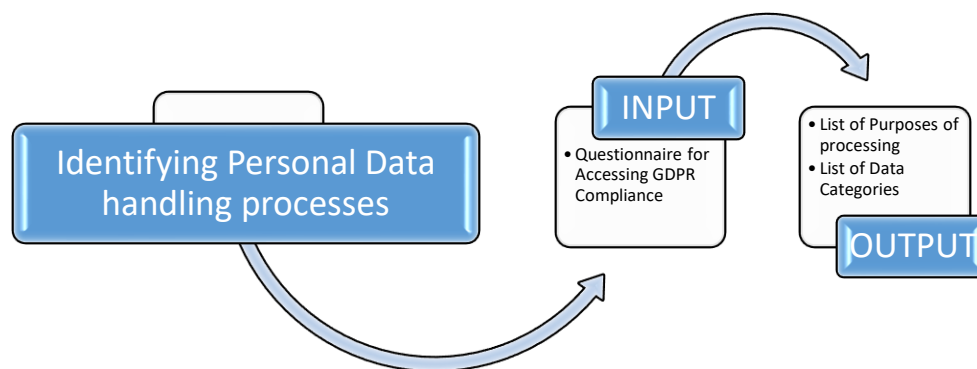 Identifying Personal Data
handling processes
INPUT
• Questionnaire for
Accessing GDPR
Compliance
• List of Purposes of
processing
• List of Data
Categories
OUTPUT